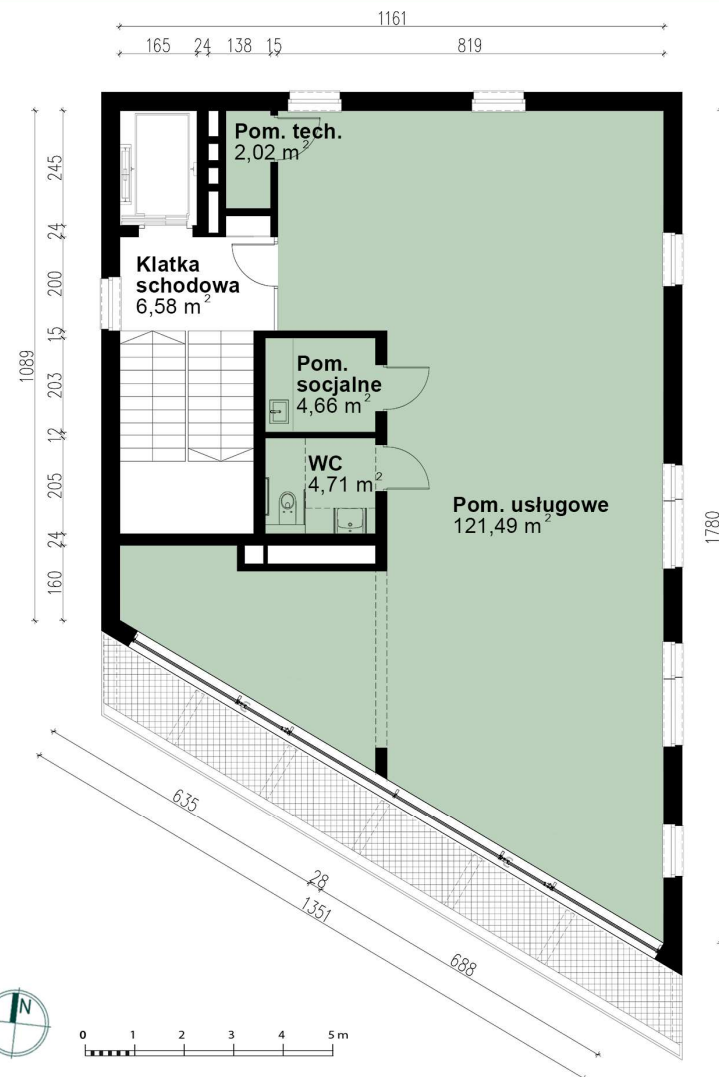 1161
165 24 138 15 819
Pom. tech.
2,02 m²
245
24
200
15
203
12
205
24
160
1089
Klatka
schodowa
6,58 m²
Pom.
socjalne
4,66 m²
WC
4,71 m²
Pom. usługowe
121,49 m²
1780
635
28
1351
688
N
0 1 2 3 4 5 m